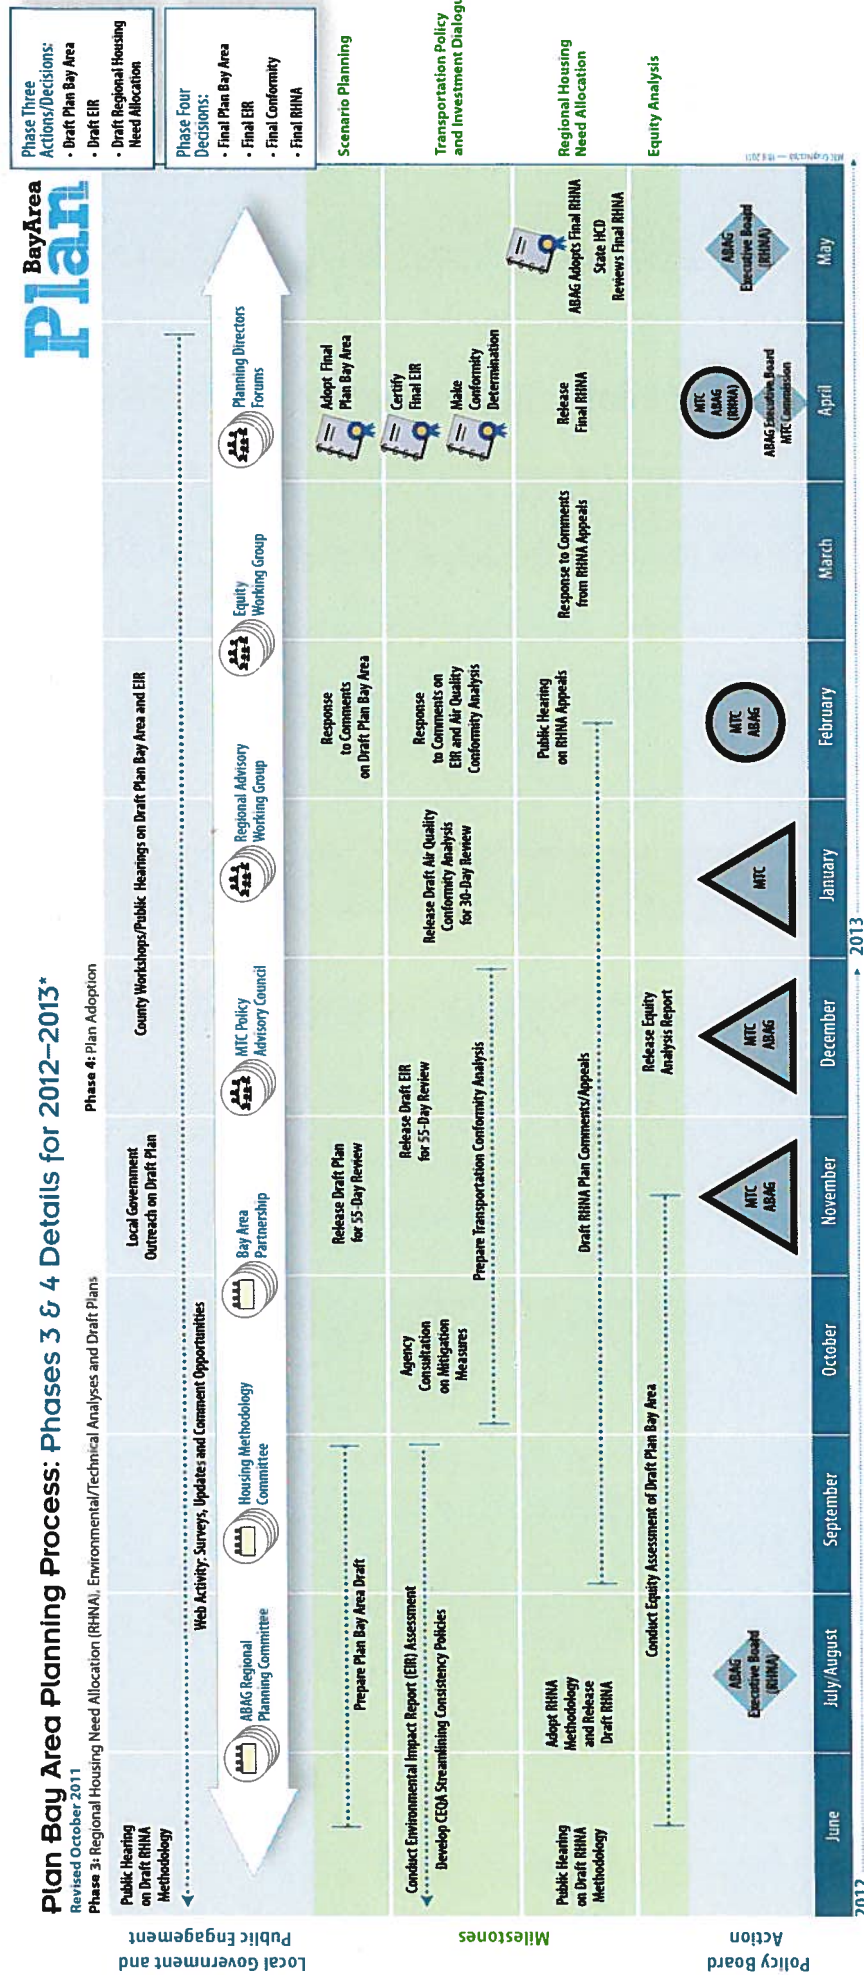 Plan Bay Area Planning Process: Phases 3 & 4 Details for 2012–2013*
Revised October 2011
Phase 3: Regional Housing Need Allocation (RHNA), Environmental/Technical Analyses and Draft Plans
Phase 4: Plan Adoption
BayArea
Plan
Phase Three
Actions/Decisions:
• Draft Plan Bay Area
• Draft EIR
• Draft Regional Housing
Need Allocation
Phase Four
Decisions:
• Final Plan Bay Area
• Final EIR
• Final Conformity
• Final RHNA
Local Government and
Public Engagement
Public Hearing
on Draft RHNA
Methodology
Local Government
Outreach on Draft Plan
County Workshops/Public Hearings on Draft Plan Bay Area and EIR
Web Activity: Surveys, Updates and Comment Opportunities
ABAG Regional
Planning Committee
Housing Methodology
Committee
Bay Area
Partnership
MTC Policy
Advisory Council
Regional Advisory
Working Group
Equity
Working Group
Planning Directors
Forums
Milestones
Scenario Planning
Prepare Plan Bay Area Draft
Release Draft Plan
for 55-Day Review
Response
to Comments
on Draft Plan Bay Area
Adopt Final
Plan Bay Area
Transportation Policy
and Investment Dialogu
Conduct Environmental Impact Report (EIR) Assessment
Develop CEQA Streamlining Consistency Policies
Agency
Consultation
on Mitigation
Measures
Release Draft EIR
for 55-Day Review
Prepare Transportation Conformity Analysis
Release Draft Air Quality
Conformity Analysis
for 30-Day Review
Response
to Comments on
EIR and Air Quality
Conformity Analysis
Certify
Final EIR
Make
Conformity
Determination
Regional Housing
Need Allocation
Public Hearing
on Draft RHNA
Methodology
Adopt RHNA
Methodology
and Release
Draft RHNA
Draft RHNA Plan Comments/Appeals
Public Hearing
on RHNA Appeals
Response to Comments
from RHNA Appeals
Release
Final RHNA
ABAG Adopts Final RHNA
State HCD
Reviews Final RHNA
Equity Analysis
Conduct Equity Assessment of Draft Plan Bay Area
Release Equity
Analysis Report
Policy Board
Action
ABAG
Executive Board
(RHNA)
MTC
ABAG
MTC
ABAG
MTC
MTC
ABAG
MTC
ABAG
(RHNA)
ABAG Executive Board
MTC Commission
ABAG
Executive Board
(RHNA)
June
July/August
September
October
November
December
January
February
March
April
May
2012
2013